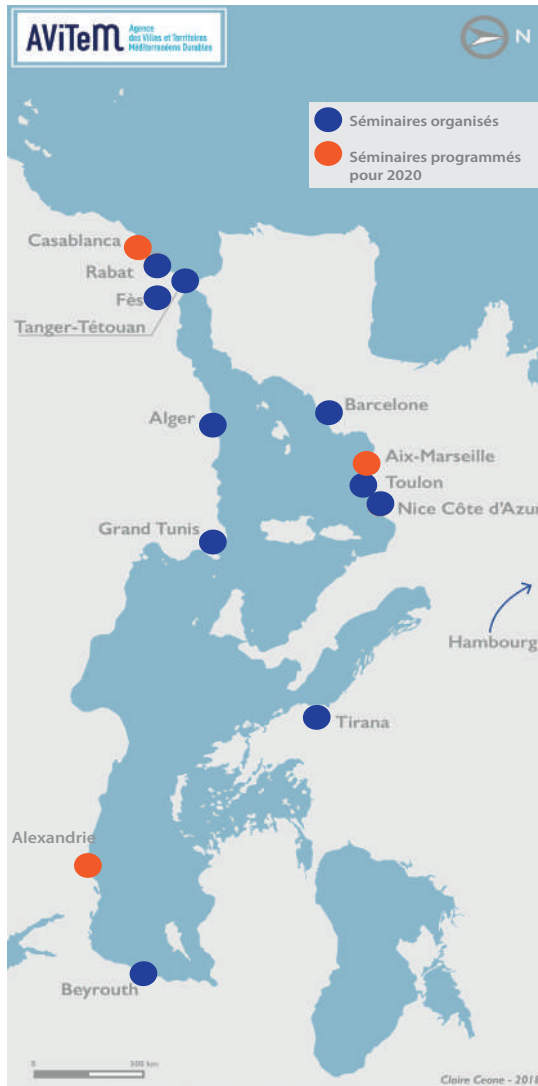 AViTeM
Agence
des Villes et Territoires
Méditerranéens Durables
N
Séminaires organisés
Séminaires programmés
pour 2020
Casablanca
Rabat
Fès
Tanger-Tétouan
Alger
Barcelone
Aix-Marseille
Toulon
Nice Côte d'Azur
Grand Tunis
Hambourg
Tirana
Alexandrie
Beyrouth
0
300 km
Claire Ceone - 2018